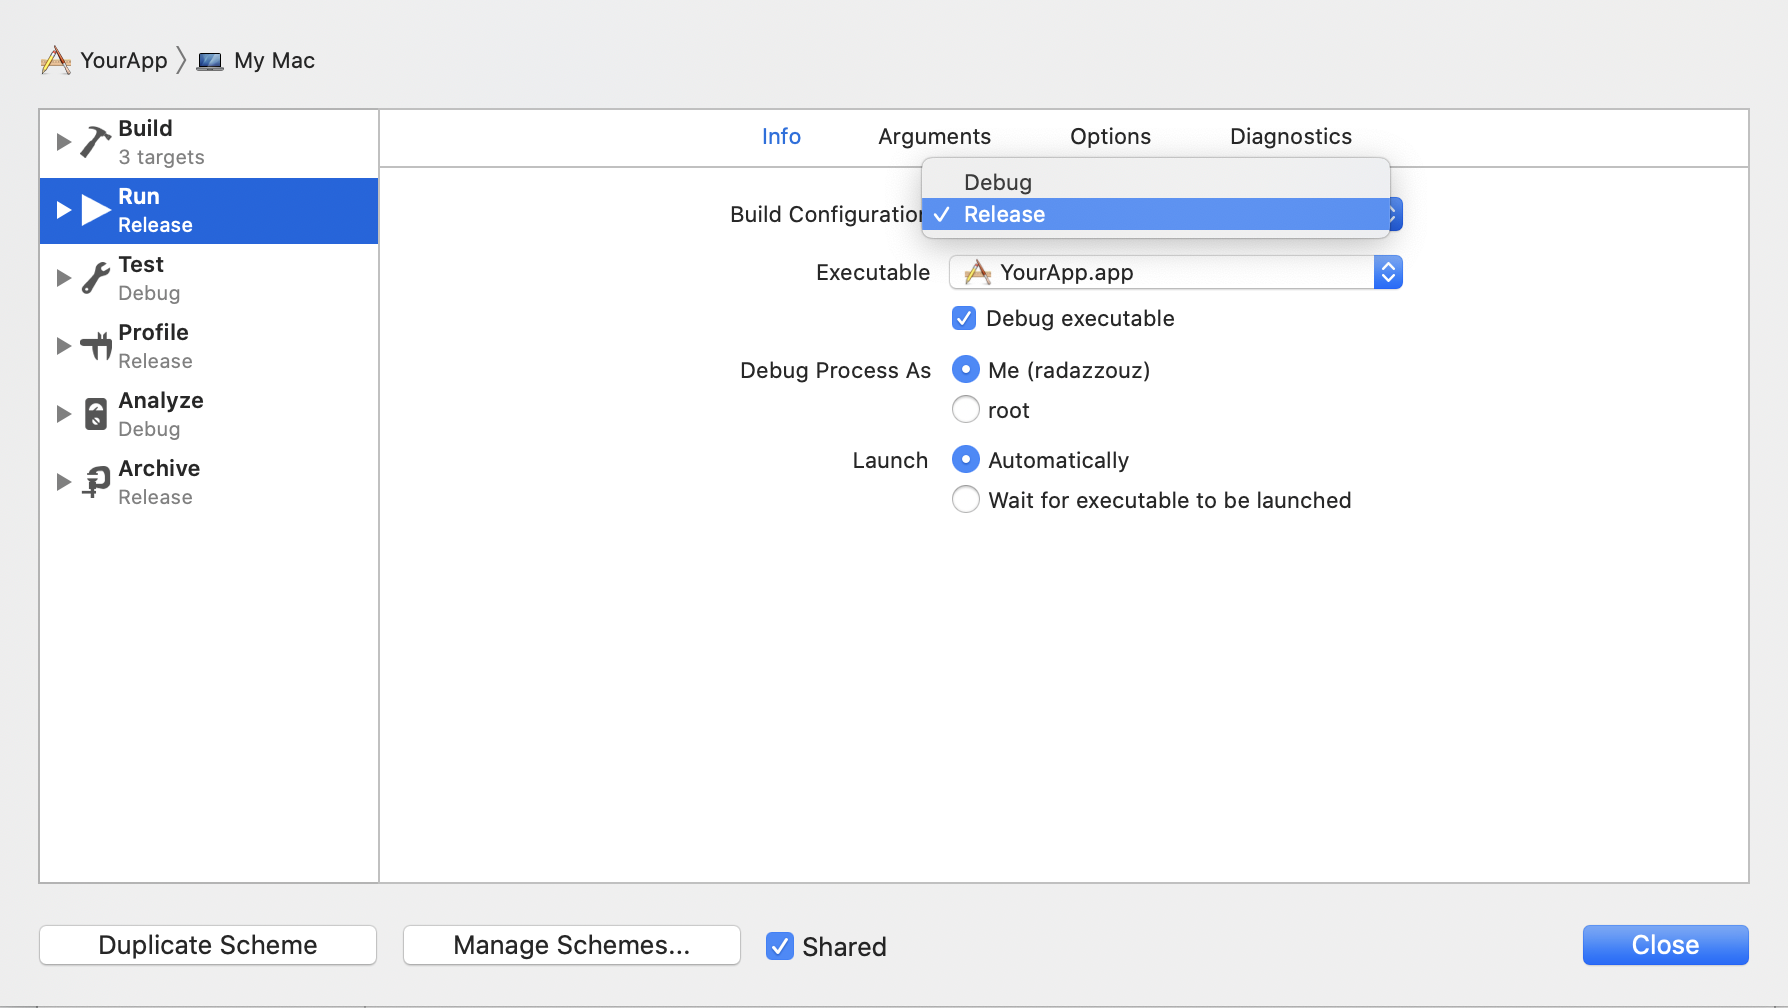 YourApp
My Mac
Build
3 targets
Run
Release
Test
Debug
Profile
Release
Analyze
Debug
Archive
Release
Info Arguments Options Diagnostics
Debug
Build Configuration ✓ Release
Executable YourApp.app
Debug executable
Debug Process As Me (radazzouz)
root
Launch Automatically
Wait for executable to be launched
Duplicate Scheme Manage Schemes... Shared Close